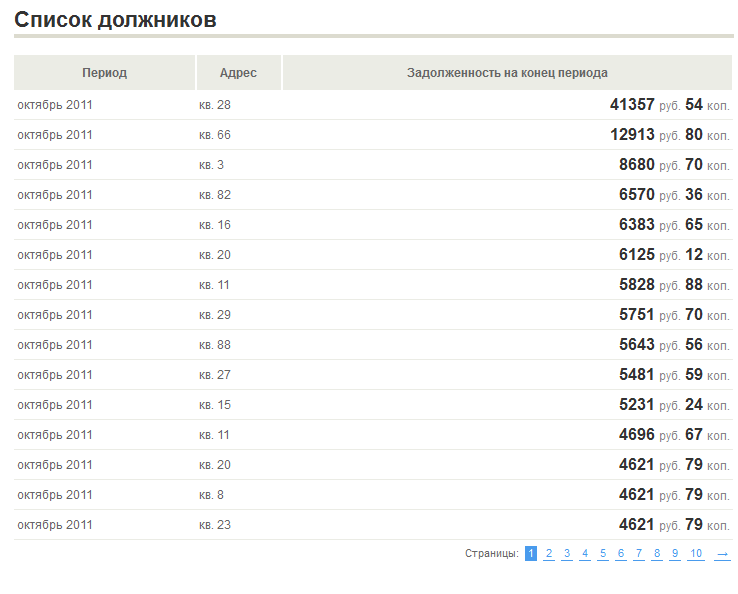 Список должников
Период Адрес Задолженность на конец периода
октябрь 2011 кв. 28 41357 руб. 54 коп.
октябрь 2011 кв. 66 12913 руб. 80 коп.
октябрь 2011 кв. 3 8680 руб. 70 коп.
октябрь 2011 кв. 82 6570 руб. 36 коп.
октябрь 2011 кв. 16 6383 руб. 65 коп.
октябрь 2011 кв. 20 6125 руб. 12 коп.
октябрь 2011 кв. 11 5828 руб. 88 коп.
октябрь 2011 кв. 29 5751 руб. 70 коп.
октябрь 2011 кв. 88 5643 руб. 56 коп.
октябрь 2011 кв. 27 5481 руб. 59 коп.
октябрь 2011 кв. 15 5231 руб. 24 коп.
октябрь 2011 кв. 11 4696 руб. 67 коп.
октябрь 2011 кв. 20 4621 руб. 79 коп.
октябрь 2011 кв. 8 4621 руб. 79 коп.
октябрь 2011 кв. 23 4621 руб. 79 коп.
Страницы: 1 2 3 4 5 6 7 8 9 10 →